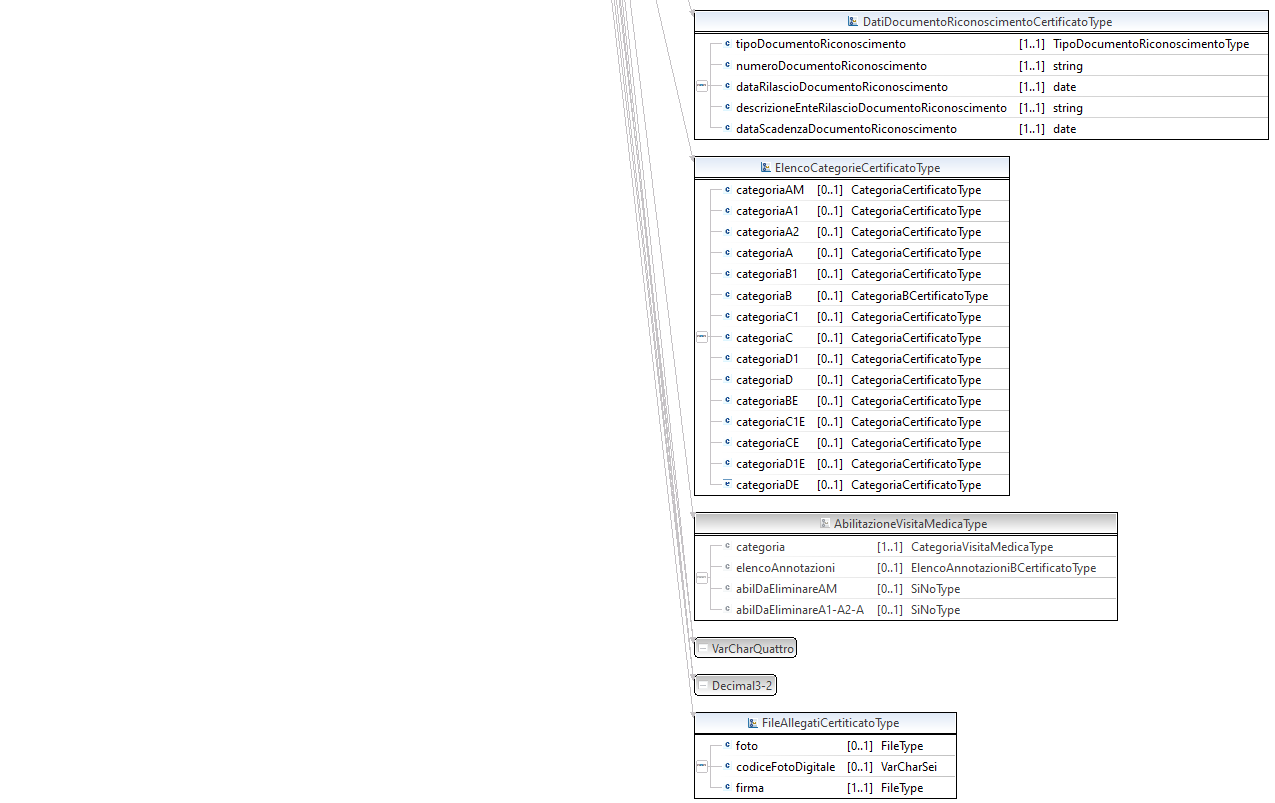 DatiDocumentoRiconoscimentoCertificatoType
tipoDocumentoRiconoscimento [1..1] TipoDocumentoRiconoscimentoType
numeroDocumentoRiconoscimento [1..1] string
dataRilascioDocumentoRiconoscimento [1..1] date
descrizioneEnteRilascioDocumentoRiconoscimento [1..1] string
dataScadenzaDocumentoRiconoscimento [1..1] date
ElencoCategorieCertificatoType
categoriaAM [0..1] CategoriaCertificatoType
categoriaA1 [0..1] CategoriaCertificatoType
categoriaA2 [0..1] CategoriaCertificatoType
categoriaA [0..1] CategoriaCertificatoType
categoriaB1 [0..1] CategoriaCertificatoType
categoriaB [0..1] CategoriaBCertificatoType
categoriaC1 [0..1] CategoriaCertificatoType
categoriaC [0..1] CategoriaCertificatoType
categoriaD1 [0..1] CategoriaCertificatoType
categoriaD [0..1] CategoriaCertificatoType
categoriaBE [0..1] CategoriaCertificatoType
categoriaC1E [0..1] CategoriaCertificatoType
categoriaCE [0..1] CategoriaCertificatoType
categoriaD1E [0..1] CategoriaCertificatoType
categoriaDE [0..1] CategoriaCertificatoType
AbilitazioneVisitaMedicaType
categoria [1..1] CategoriaVisitaMedicaType
elencoAnnotazioni [0..1] ElencoAnnotazioniBCertificatoType
abilDaEliminareAM [0..1] SiNoType
abilDaEliminareA1-A2-A [0..1] SiNoType
VarCharQuattro
Decimal3-2
FileAllegatiCertiticatoType
foto [0..1] FileType
codiceFotoDigitale [0..1] VarCharSei
firma [1..1] FileType